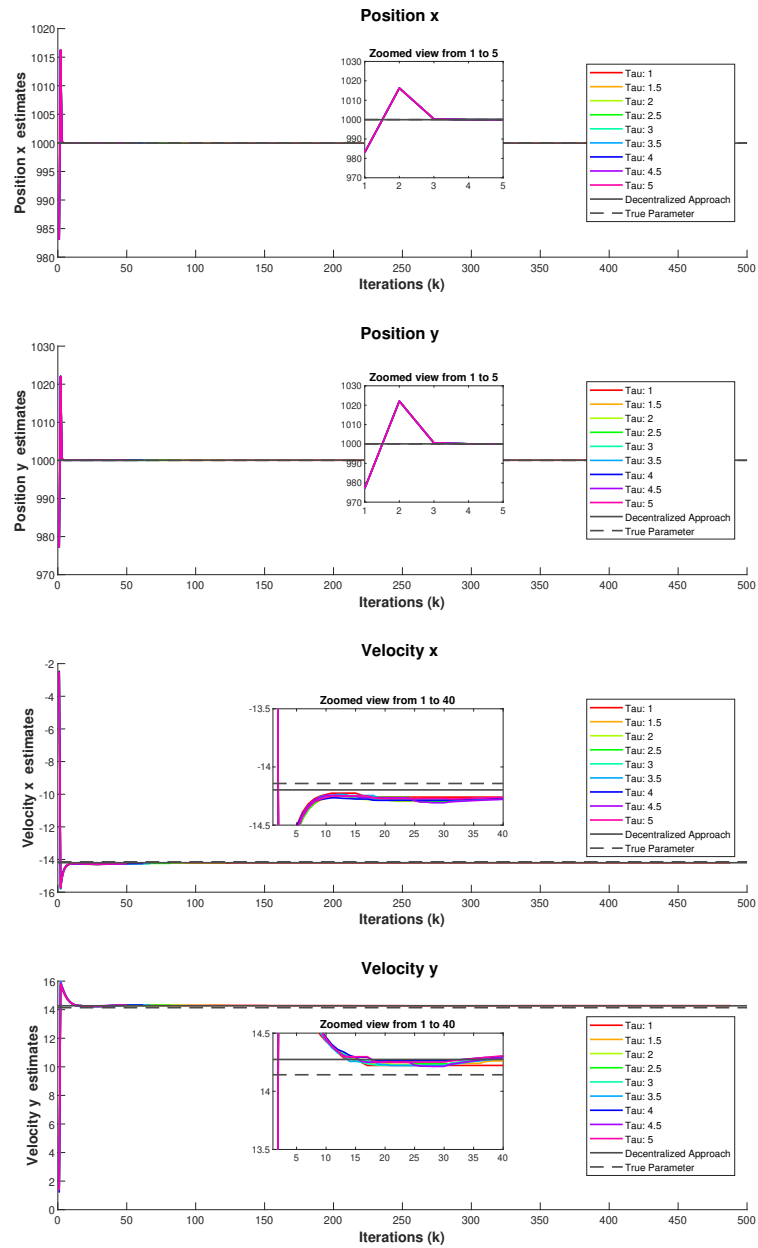 Position x
1020
1015
1010
1005
1000
995
990
985
980
Position x estimates
0 50 100 150 200 250 300 350 400 450 500
Iterations (k)
Zoomed view from 1 to 5
1030
1020
1010
1000
990
980
970
1 2 3 4 5
Tau: 1
Tau: 1.5
Tau: 2
Tau: 2.5
Tau: 3
Tau: 3.5
Tau: 4
Tau: 4.5
Tau: 5
Decentralized Approach
True Parameter
Position y
1030
1020
1010
1000
990
980
970
Position y estimates
0 50 100 150 200 250 300 350 400 450 500
Iterations (k)
Zoomed view from 1 to 5
1030
1020
1010
1000
990
980
970
1 2 3 4 5
Tau: 1
Tau: 1.5
Tau: 2
Tau: 2.5
Tau: 3
Tau: 3.5
Tau: 4
Tau: 4.5
Tau: 5
Decentralized Approach
True Parameter
Velocity x
-2
-4
-6
-8
-10
-12
-14
-16
Velocity x estimates
0 50 100 150 200 250 300 350 400 450 500
Iterations (k)
Zoomed view from 1 to 40
-13.5
-14
-14.5
5 10 15 20 25 30 35 40
Tau: 1
Tau: 1.5
Tau: 2
Tau: 2.5
Tau: 3
Tau: 3.5
Tau: 4
Tau: 4.5
Tau: 5
Decentralized Approach
True Parameter
Velocity y
16
14
12
10
8
6
4
2
0
Velocity y estimates
0 50 100 150 200 250 300 350 400 450 500
Iterations (k)
Zoomed view from 1 to 40
14.5
14
13.5
5 10 15 20 25 30 35 40
Tau: 1
Tau: 1.5
Tau: 2
Tau: 2.5
Tau: 3
Tau: 3.5
Tau: 4
Tau: 4.5
Tau: 5
Decentralized Approach
True Parameter